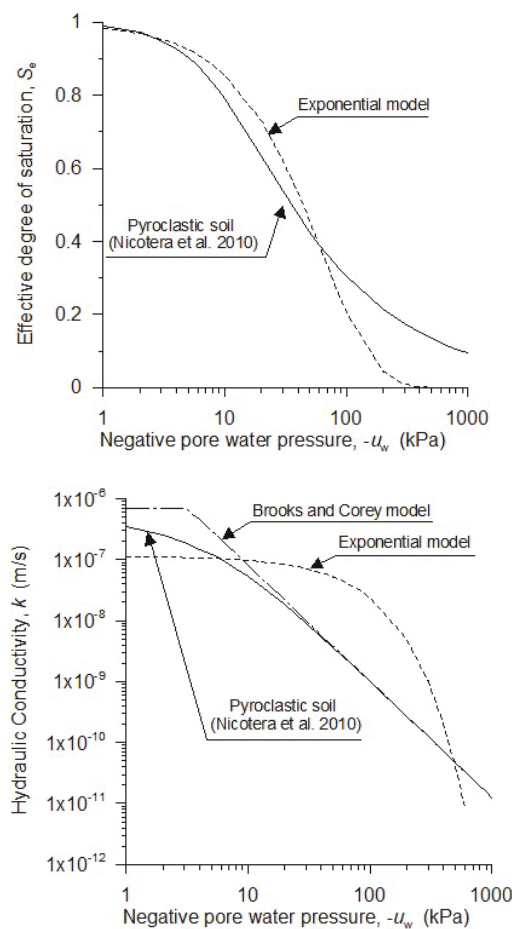 1
0.8
0.6
0.4
0.2
0
Effective degree of saturation, Se
Exponential model
Pyroclastic soil
(Nicotera et al. 2010)
1 10 100 1000
Negative pore water pressure, -uw (kPa)
1x10-6
1x10-7
1x10-8
1x10-9
1x10-10
1x10-11
1x10-12
Hydraulic Conductivity, k (m/s)
Brooks and Corey model
Exponential model
Pyroclastic soil
(Nicotera et al. 2010)
1 10 100 1000
Negative pore water pressure, -uw (kPa)